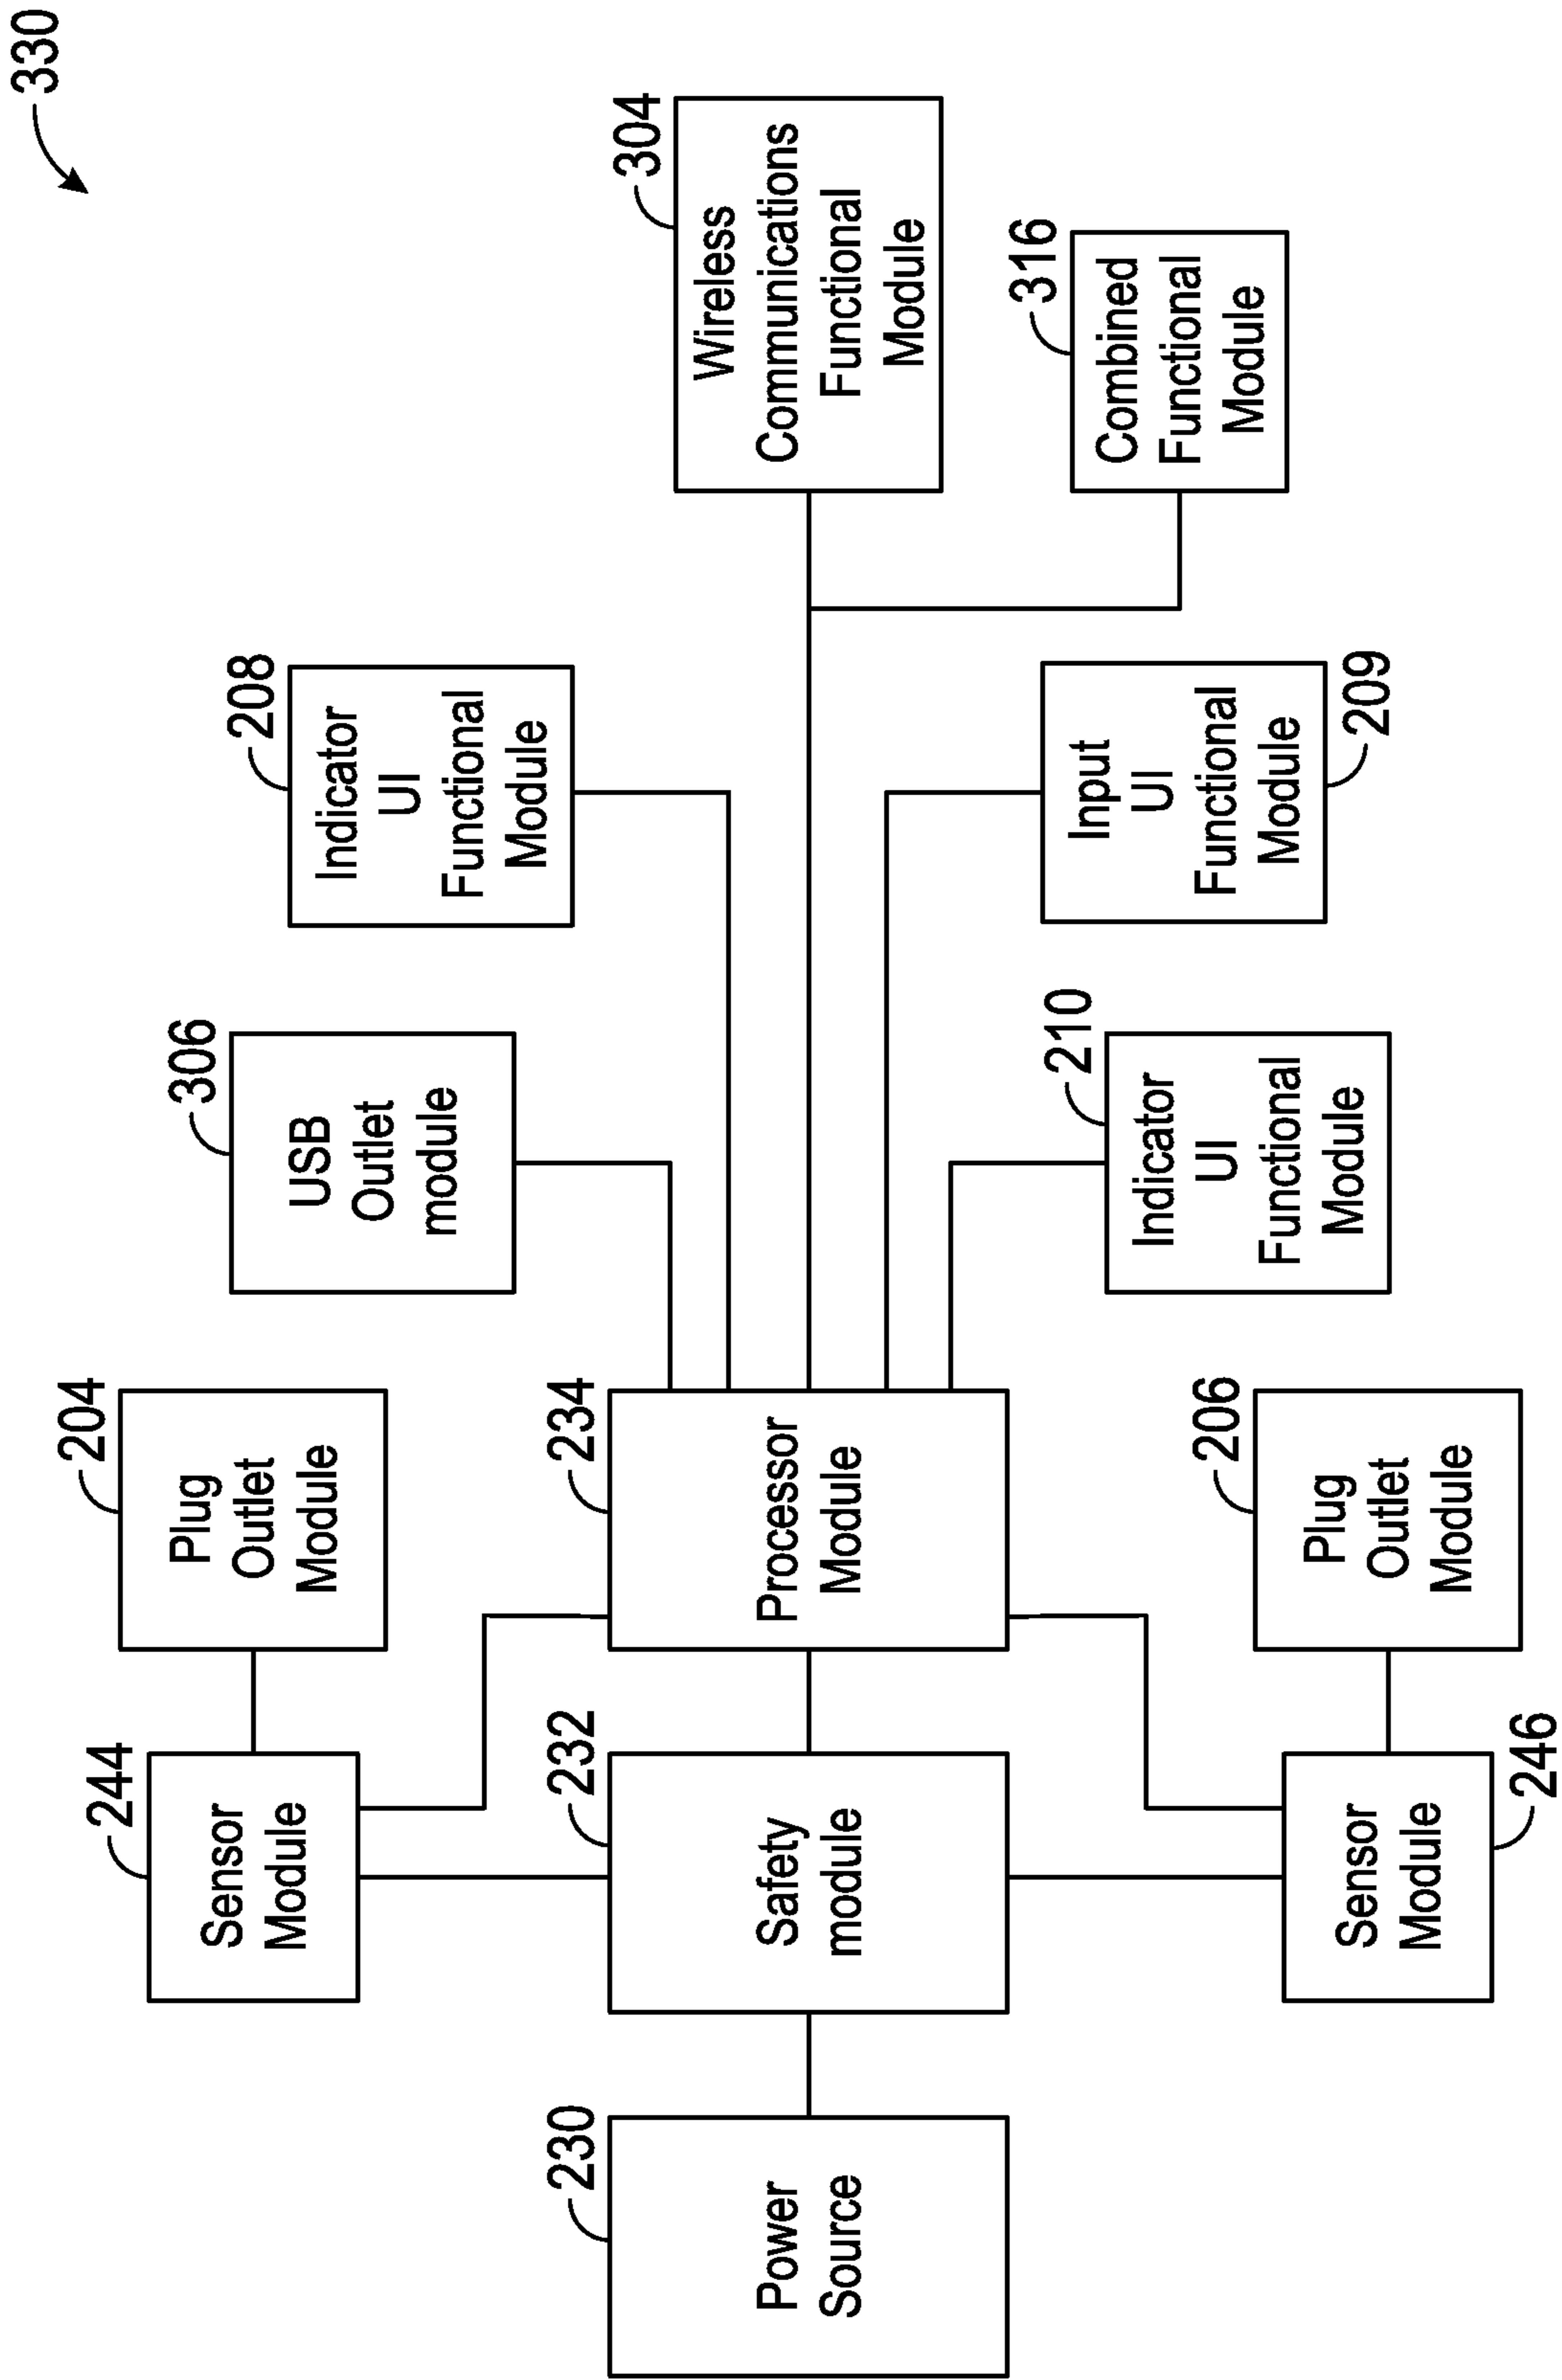 330
204
Plug
Outlet
Module
306
USB
Outlet
module
208
Indicator
UI
Functional
Module
244
Sensor
Module
230
Power
Source
232
Safety
module
234
Processor
Module
304
Wireless
Communications
Functional
Module
316
Combined
Functional
Module
210
Indicator
UI
Functional
Module
Input
UI
Functional
Module
209
206
Plug
Outlet
Module
Sensor
Module
246